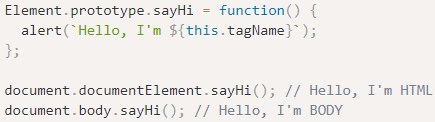 Element.prototype.sayHi = function() {
  alert(`Hello, I'm ${this.tagName}`);
};

document.documentElement.sayHi(); // Hello, I'm HTML
document.body.sayHi(); // Hello, I'm BODY